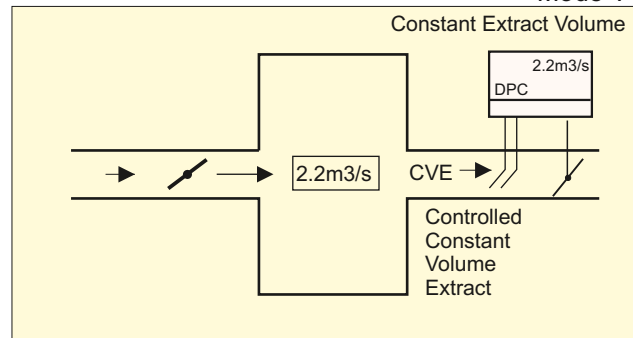 Constant Extract Volume
2.2m3/s
DPC
2.2m3/s
CVE
Controlled
Constant
Volume
Extract